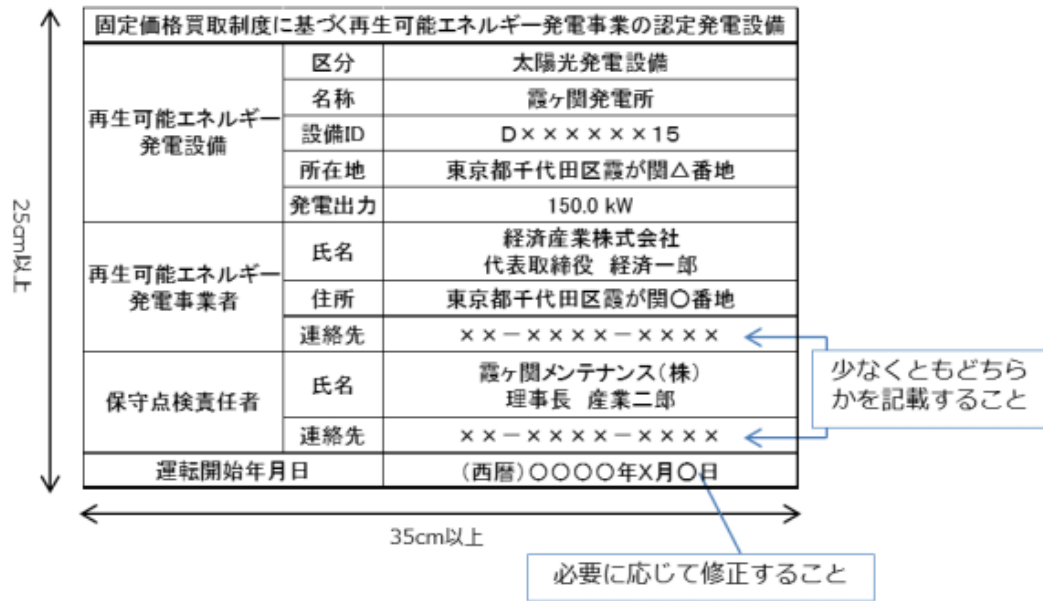 固定価格買取制度に基づく再生可能エネルギー発電事業の認定発電設備
再生可能エネルギー
発電設備
区分
太陽光発電設備
名称
霞ヶ関発電所
設備ID
D××××××15
所在地
東京都千代田区霞が関△番地
発電出力
150.0 kW
再生可能エネルギー
発電事業者
氏名
経済産業株式会社
代表取締役 経済一郎
住所
東京都千代田区霞が関〇番地
連絡先
××－××××－××××
保守点検責任者
氏名
霞ヶ関メンテナンス(株)
理事長 産業二郎
連絡先
××－××××－××××
運転開始年月日
(西暦)〇〇〇〇年X月〇日
25cm以上
35cm以上
少なくともどちら
かを記載すること
必要に応じて修正すること